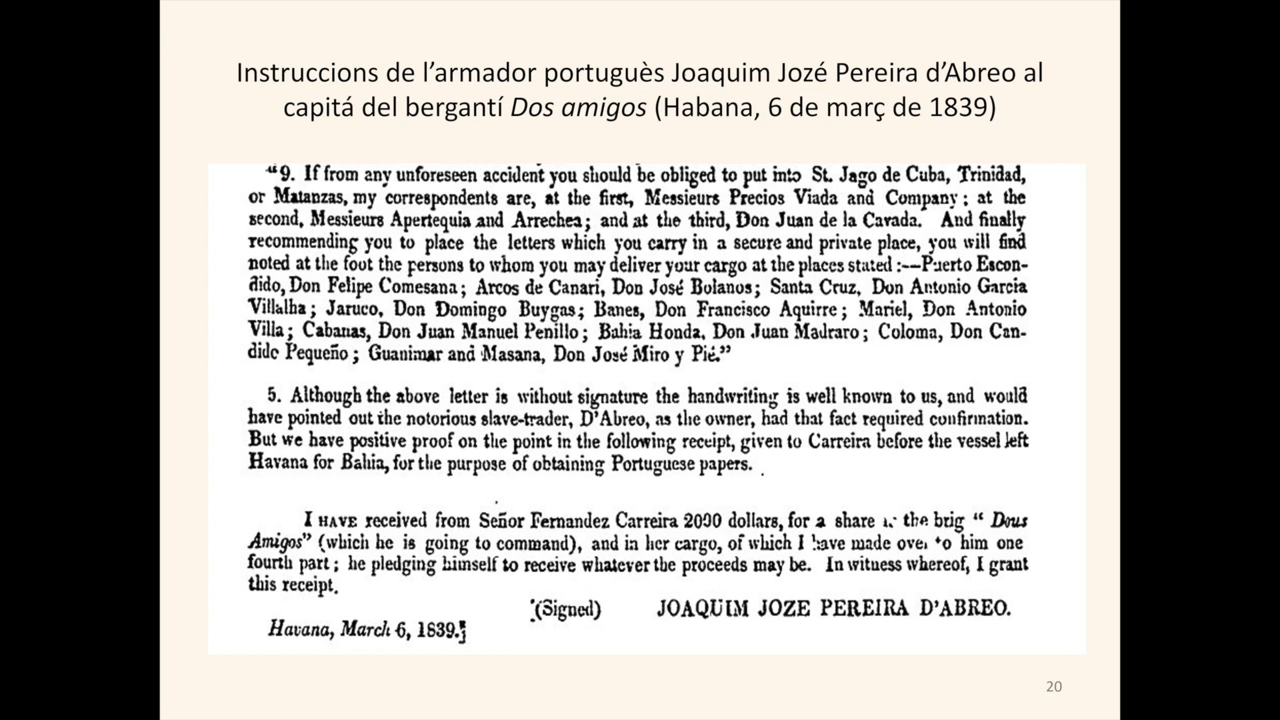 Instruccions de l’armador portuguès Joaquim Jozé Pereira d’Abreo al
capitá del bergantí Dos amigos (Habana, 6 de març de 1839)
“9. If from any unforeseen accident you should be obliged to put into St. Jago de Cuba, Trinidad,
or Matanzas, my correspondents are, at the first, Messieurs Precios Viada and Company; at the
second, Messieurs Apertequia and Arrechea; and at the third, Don Juan de la Cavada. And finally
recommending you to place the letters which you carry in a secure and private place, you will find
noted at the foot the persons to whom you may deliver your cargo at the places stated:—Puerto Escon-
dido, Don Felipe Comesana; Arcos de Canari, Don José Bolanos; Santa Cruz, Don Antonio Garcia
Villalha; Jaruco, Don Domingo Buygas; Banes, Don Francisco Aquirre; Mariel, Don Antonio
Villa; Cabanas, Don Juan Manuel Penillo; Bahia Honda, Don Juan Madraro; Coloma, Don Can-
dido Pequeño; Guanimar and Masana, Don José Miro y Pié.”
5. Although the above letter is without signature the handwriting is well known to us, and would
have pointed out the notorious slave-trader, D’Abreo, as the owner, had that fact required confirmation.
But we have positive proof on the point in the following receipt, given to Carreira before the vessel left
Havana for Bahia, for the purpose of obtaining Portuguese papers.
I HAVE received from Señor Fernandez Carreira 2000 dollars, for a share in the brig “ Dous
Amigos” (which he is going to command), and in her cargo, of which I have made over to him one
fourth part; he pledging himself to receive whatever the proceeds may be. In witness whereof, I grant
this receipt.
(Signed) JOAQUIM JOZE PEREIRA D’ABREO.
Havana, March 6, 1839.
20